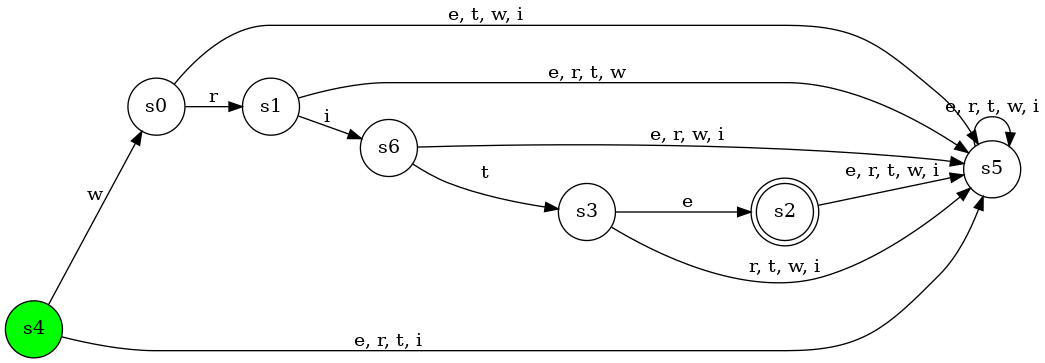 e, t, w, i
e, r, t, w
s0
r
s1
e, r, t, w, i
i
e, r, w, i
s6
t
e, r, t, w, i
s5
w
s3
e
s2
r, t, w, i
s4
e, r, t, i